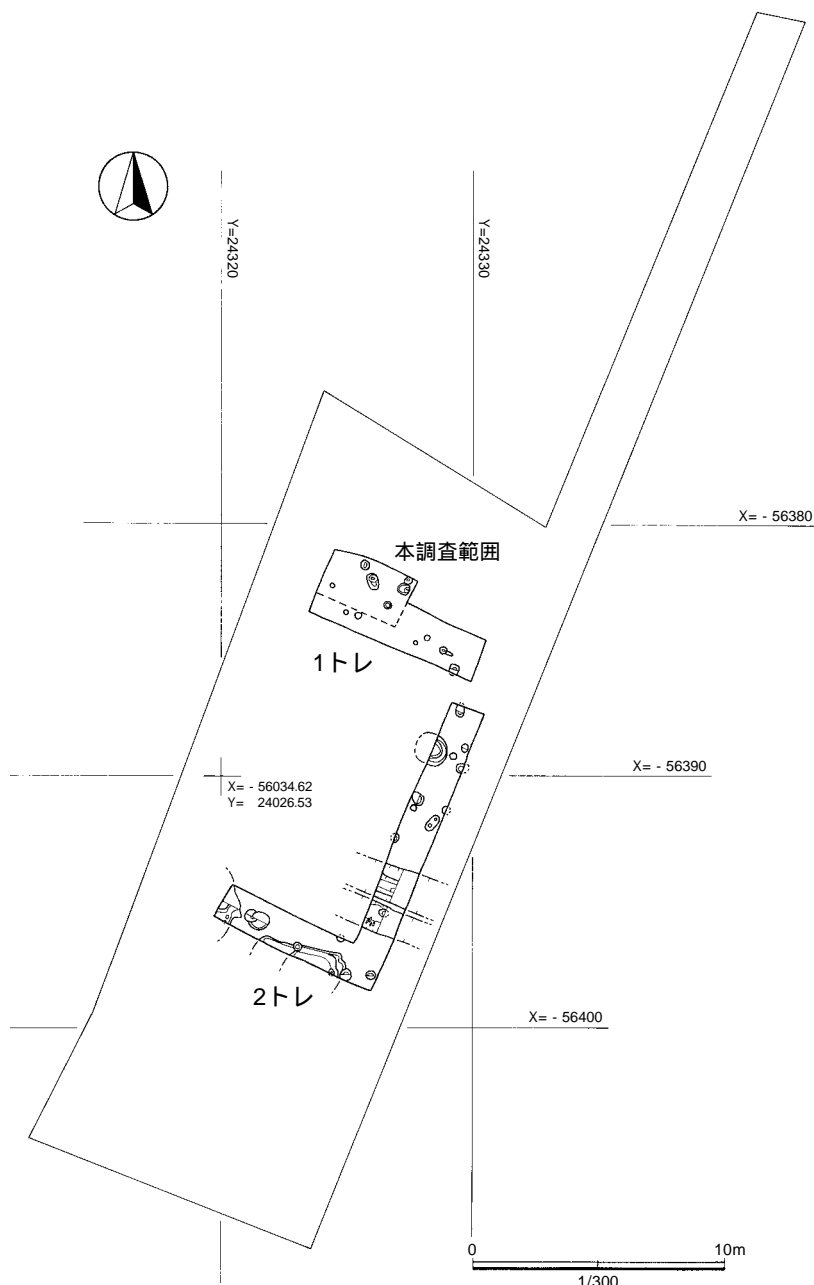 Y=24320
Y=24330
X= - 56380
本調査範囲
1トレ
X= - 56390
X= - 56034.62
Y= 24026.53
2トレ
X= - 56400
0 10m
1/300